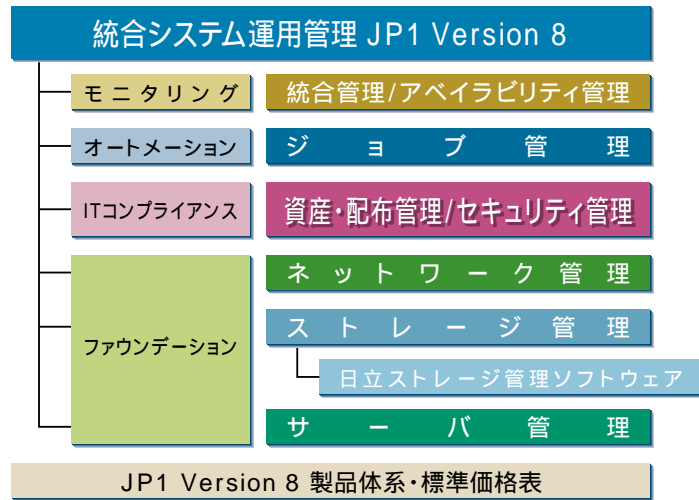 統合システム運用管理 JP1 Version 8
モニタリング
統合管理/アベイラビリティ管理
オートメーション
ジョブ管理
ITコンプライアンス
資産・配布管理/セキュリティ管理
ファウンデーション
ネットワーク管理
ストレージ管理
日立ストレージ管理ソフトウェア
サーバ管理
JP1 Version 8 製品体系・標準価格表